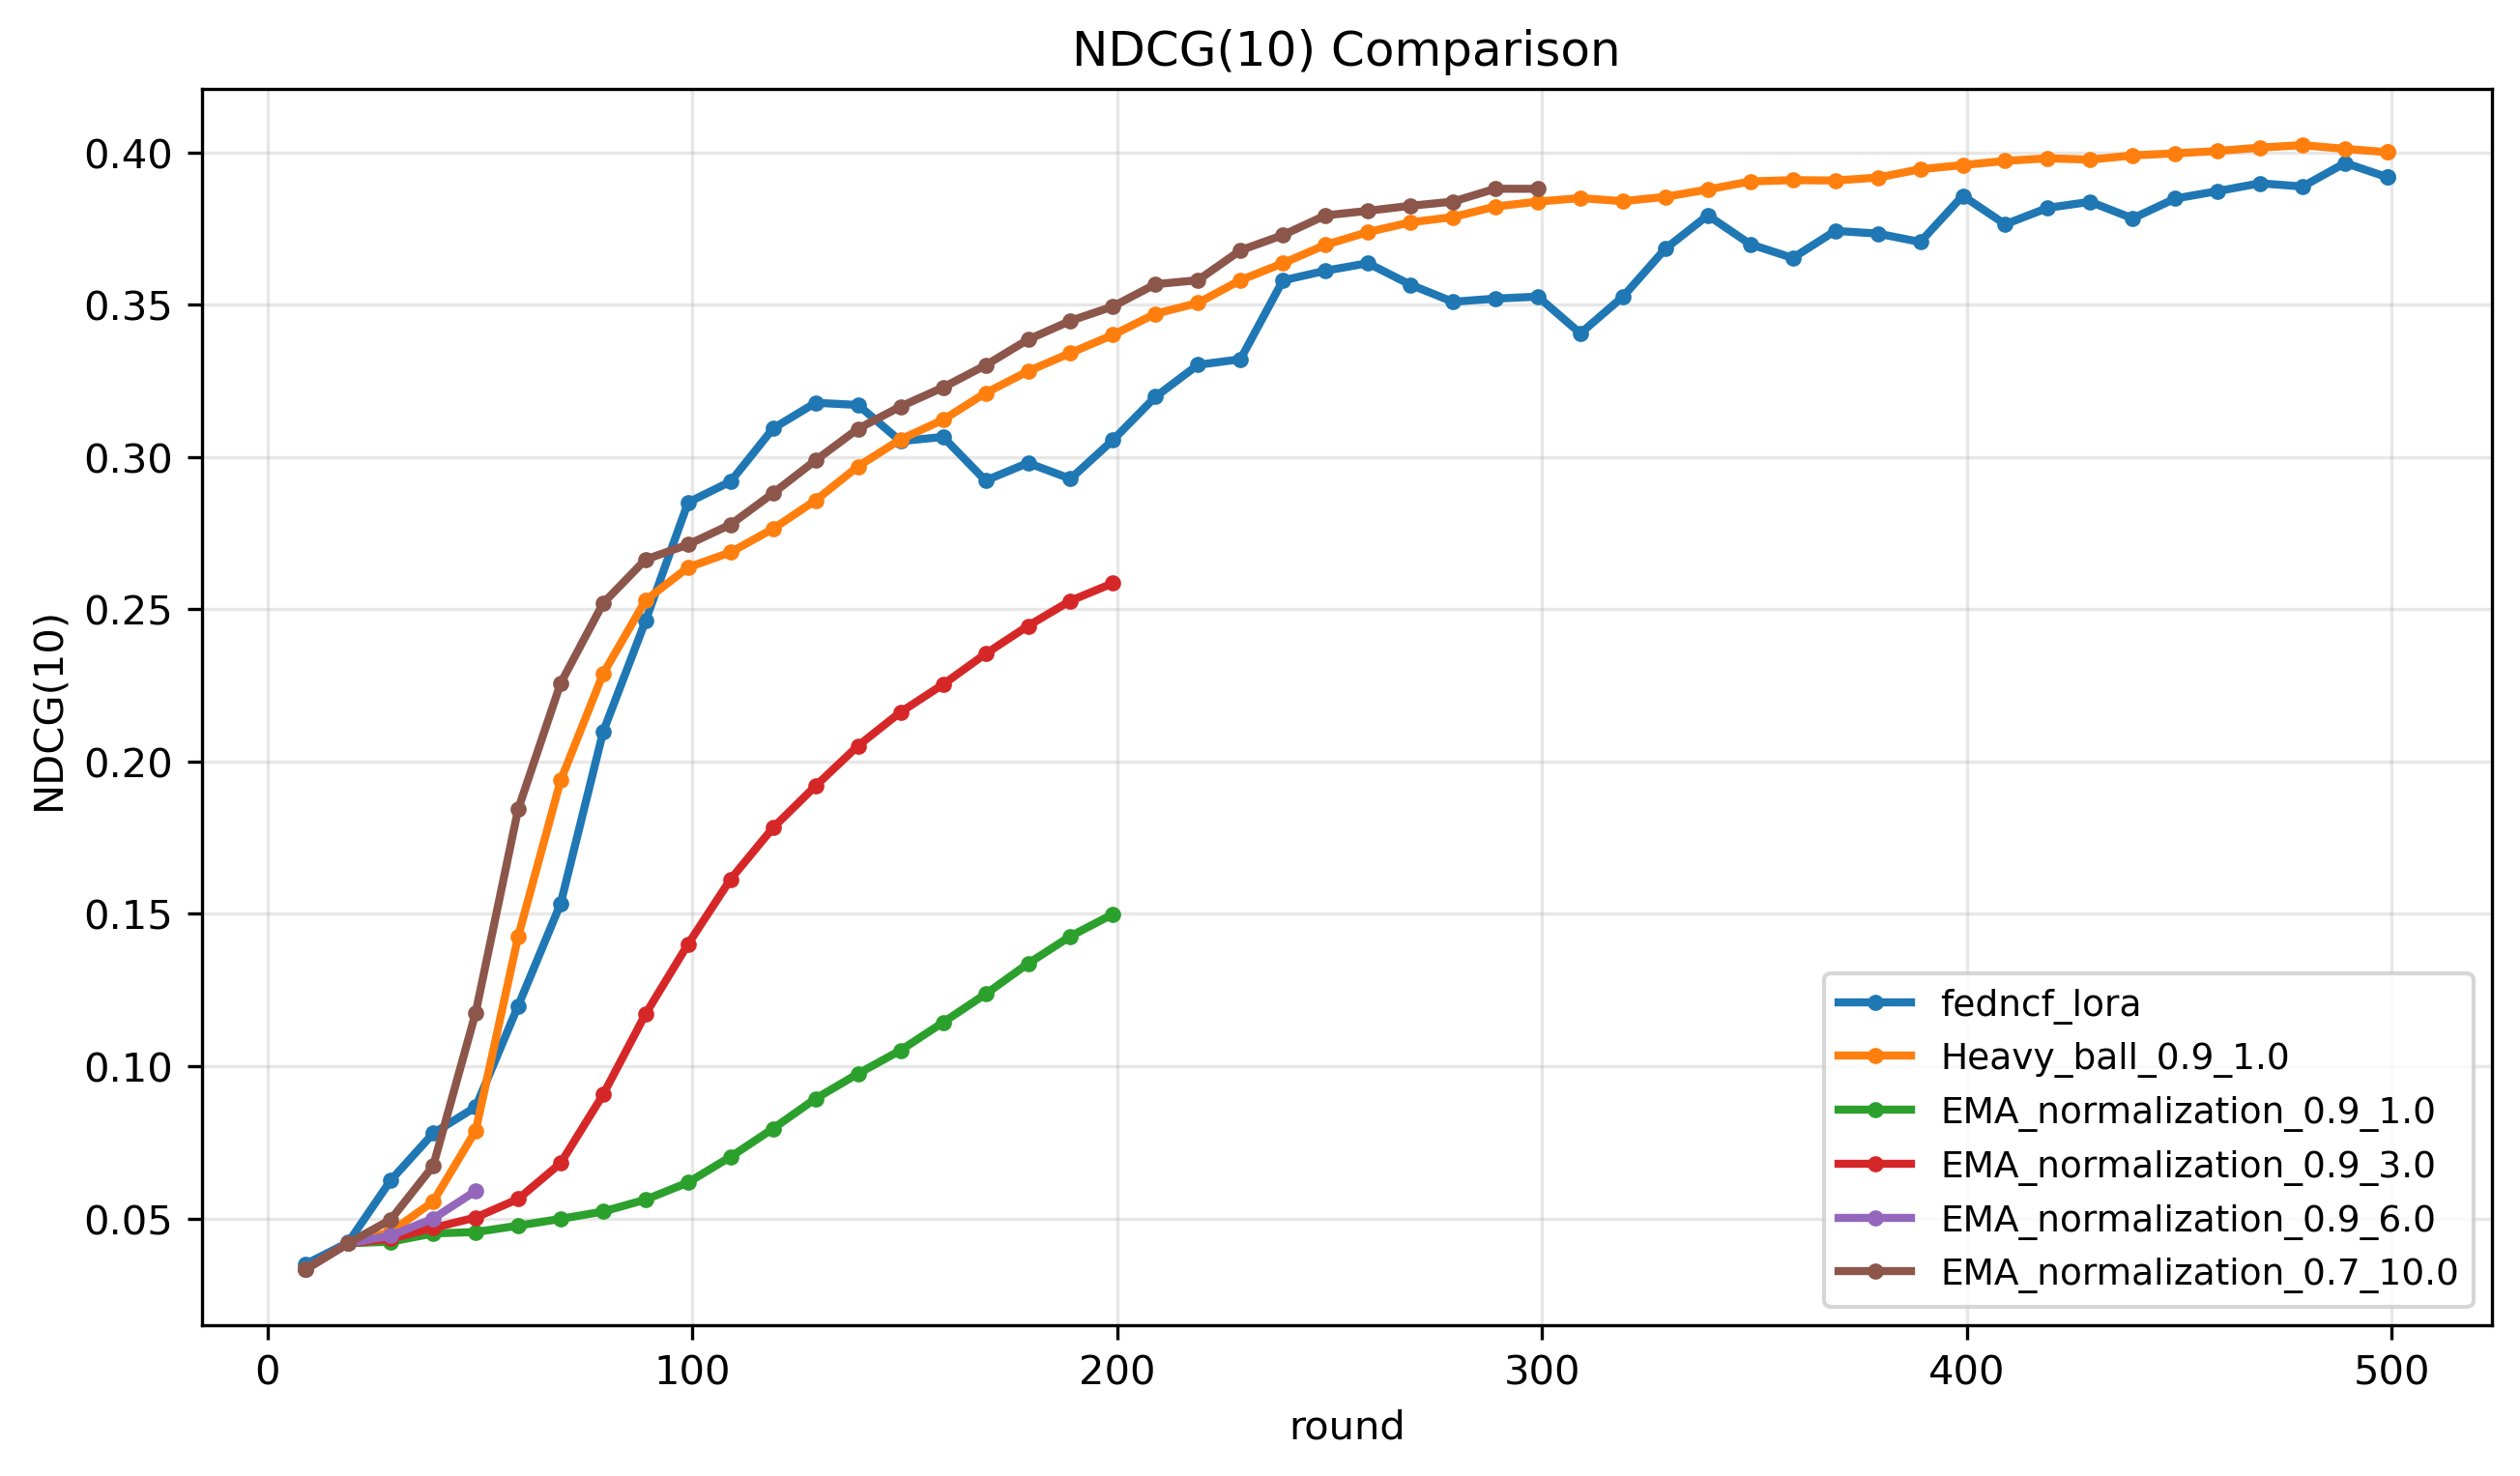 NDCG(10) Comparison
NDCG(10)
0.40
0.35
0.30
0.25
0.20
0.15
0.10
0.05
0
100
200
300
400
500
round
fedncf_lora
Heavy_ball_0.9_1.0
EMA_normalization_0.9_1.0
EMA_normalization_0.9_3.0
EMA_normalization_0.9_6.0
EMA_normalization_0.7_10.0